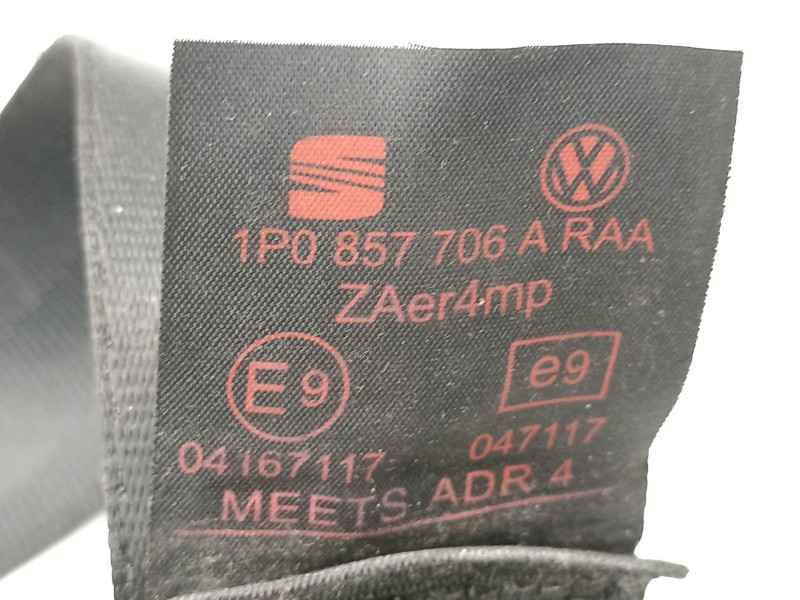 1P0 857 706 A RAA
ZAer4mp
E9 e9
04167117 047117
MEETS ADR 4